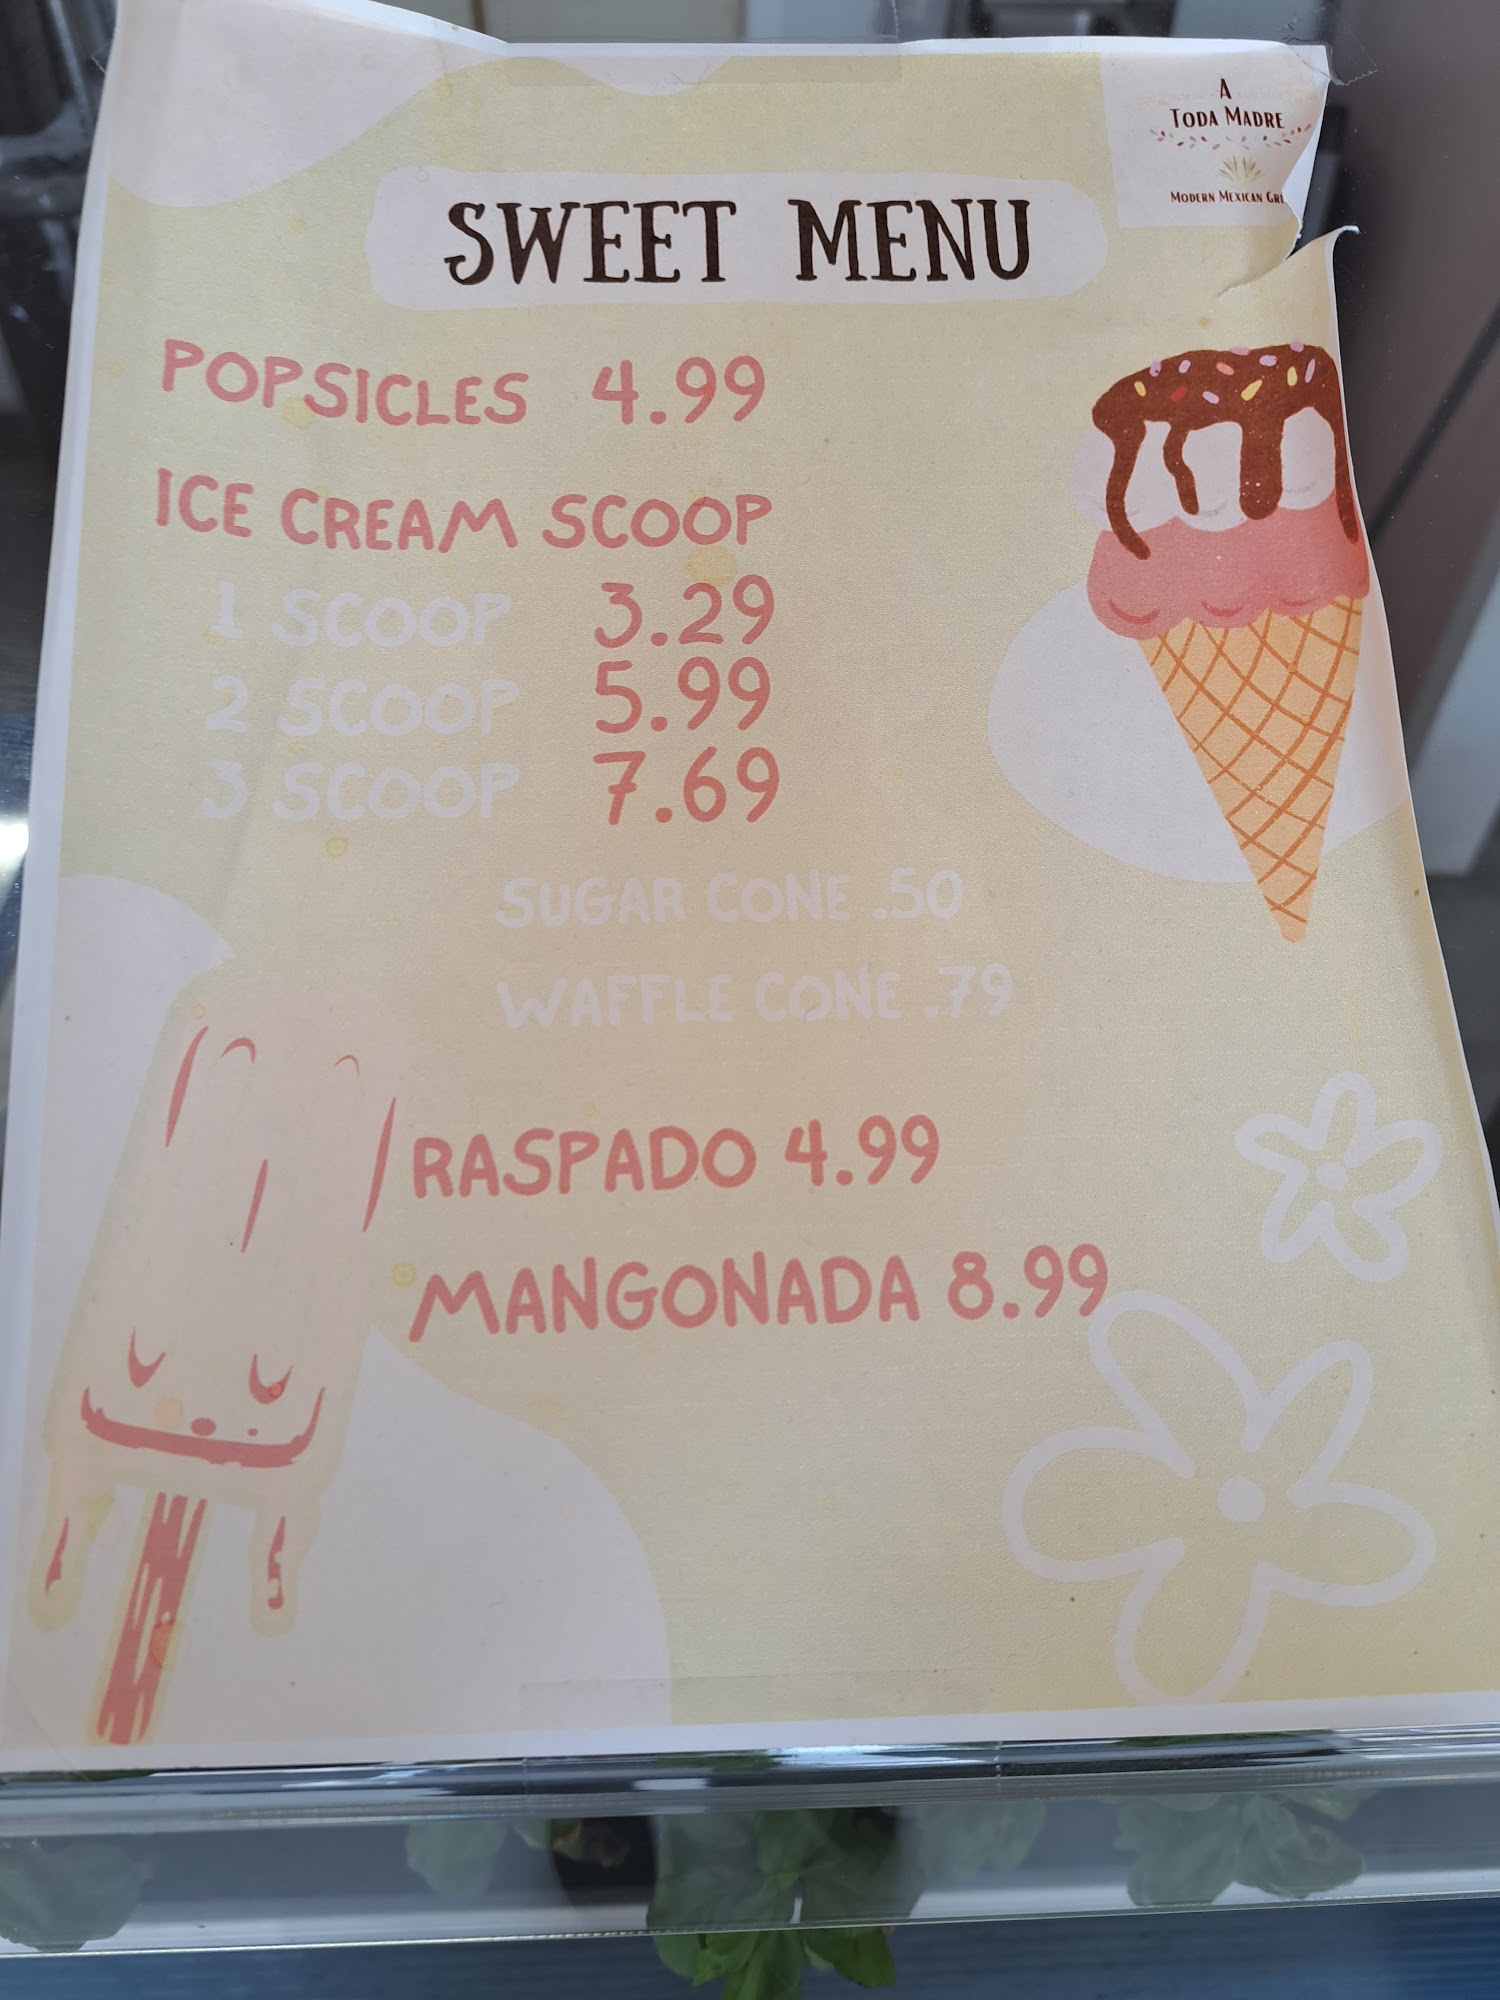 A
TODA MADRE
MODERN MEXICAN
SWEET MENU
POPSICLES 4.99
ICE CREAM SCOOP
1 SCOOP 3.29
2 SCOOP 5.99
3 SCOOP 7.69
SUGAR CONE .50
WAFFLE CONE .79
RASPADO 4.99
MANGONADA 8.99